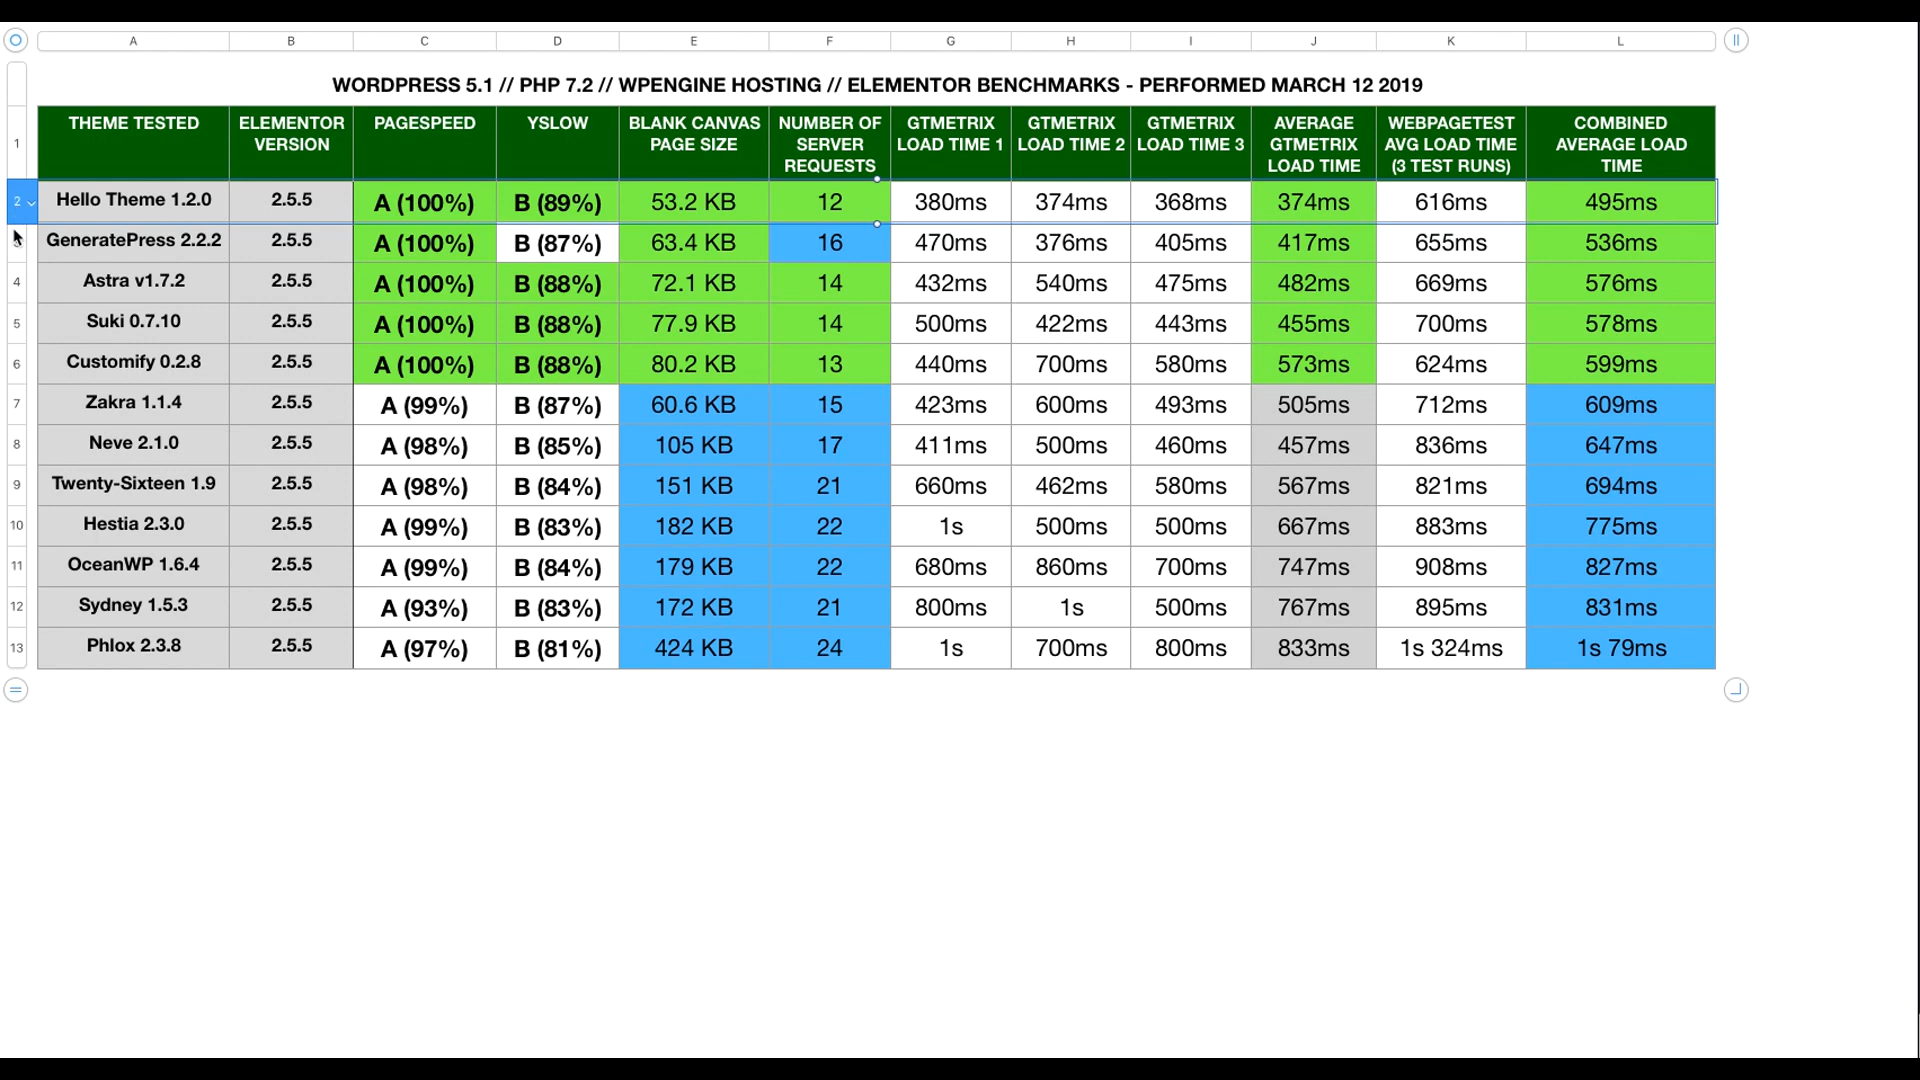 A B C D E F G H I J K L
WORDPRESS 5.1 // PHP 7.2 // WPENGINE HOSTING // ELEMENTOR BENCHMARKS - PERFORMED MARCH 12 2019
1 THEME TESTED ELEMENTOR VERSION PAGESPEED YSLOW BLANK CANVAS PAGE SIZE NUMBER OF SERVER REQUESTS GTMETRIX LOAD TIME 1 GTMETRIX LOAD TIME 2 GTMETRIX LOAD TIME 3 AVERAGE GTMETRIX LOAD TIME WEBPAGETEST AVG LOAD TIME (3 TEST RUNS) COMBINED AVERAGE LOAD TIME
2 Hello Theme 1.2.0 2.5.5 A (100%) B (89%) 53.2 KB 12 380ms 374ms 368ms 374ms 616ms 495ms
GeneratePress 2.2.2 2.5.5 A (100%) B (87%) 63.4 KB 16 470ms 376ms 405ms 417ms 655ms 536ms
4 Astra v1.7.2 2.5.5 A (100%) B (88%) 72.1 KB 14 432ms 540ms 475ms 482ms 669ms 576ms
5 Suki 0.7.10 2.5.5 A (100%) B (88%) 77.9 KB 14 500ms 422ms 443ms 455ms 700ms 578ms
6 Customify 0.2.8 2.5.5 A (100%) B (88%) 80.2 KB 13 440ms 700ms 580ms 573ms 624ms 599ms
7 Zakra 1.1.4 2.5.5 A (99%) B (87%) 60.6 KB 15 423ms 600ms 493ms 505ms 712ms 609ms
8 Neve 2.1.0 2.5.5 A (98%) B (85%) 105 KB 17 411ms 500ms 460ms 457ms 836ms 647ms
9 Twenty-Sixteen 1.9 2.5.5 A (98%) B (84%) 151 KB 21 660ms 462ms 580ms 567ms 821ms 694ms
10 Hestia 2.3.0 2.5.5 A (99%) B (83%) 182 KB 22 1s 500ms 500ms 667ms 883ms 775ms
11 OceanWP 1.6.4 2.5.5 A (99%) B (84%) 179 KB 22 680ms 860ms 700ms 747ms 908ms 827ms
12 Sydney 1.5.3 2.5.5 A (93%) B (83%) 172 KB 21 800ms 1s 500ms 767ms 895ms 831ms
13 Phlox 2.3.8 2.5.5 A (97%) B (81%) 424 KB 24 1s 700ms 800ms 833ms 1s 324ms 1s 79ms